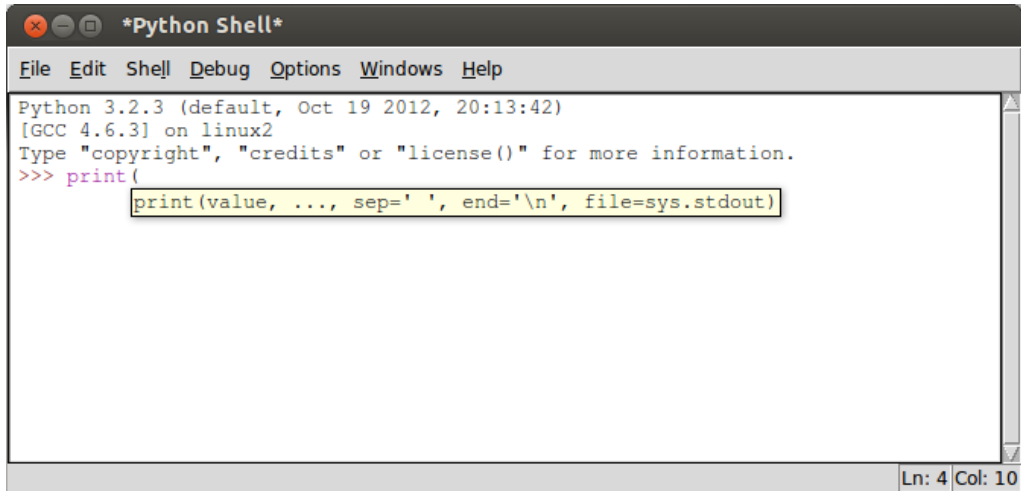 *Python Shell*
File Edit Shell Debug Options Windows Help
Python 3.2.3 (default, Oct 19 2012, 20:13:42)
[GCC 4.6.3] on linux2
Type "copyright", "credits" or "license()" for more information.
>>> print(
print(value, ..., sep=' ', end='\n', file=sys.stdout)
Ln: 4 Col: 10